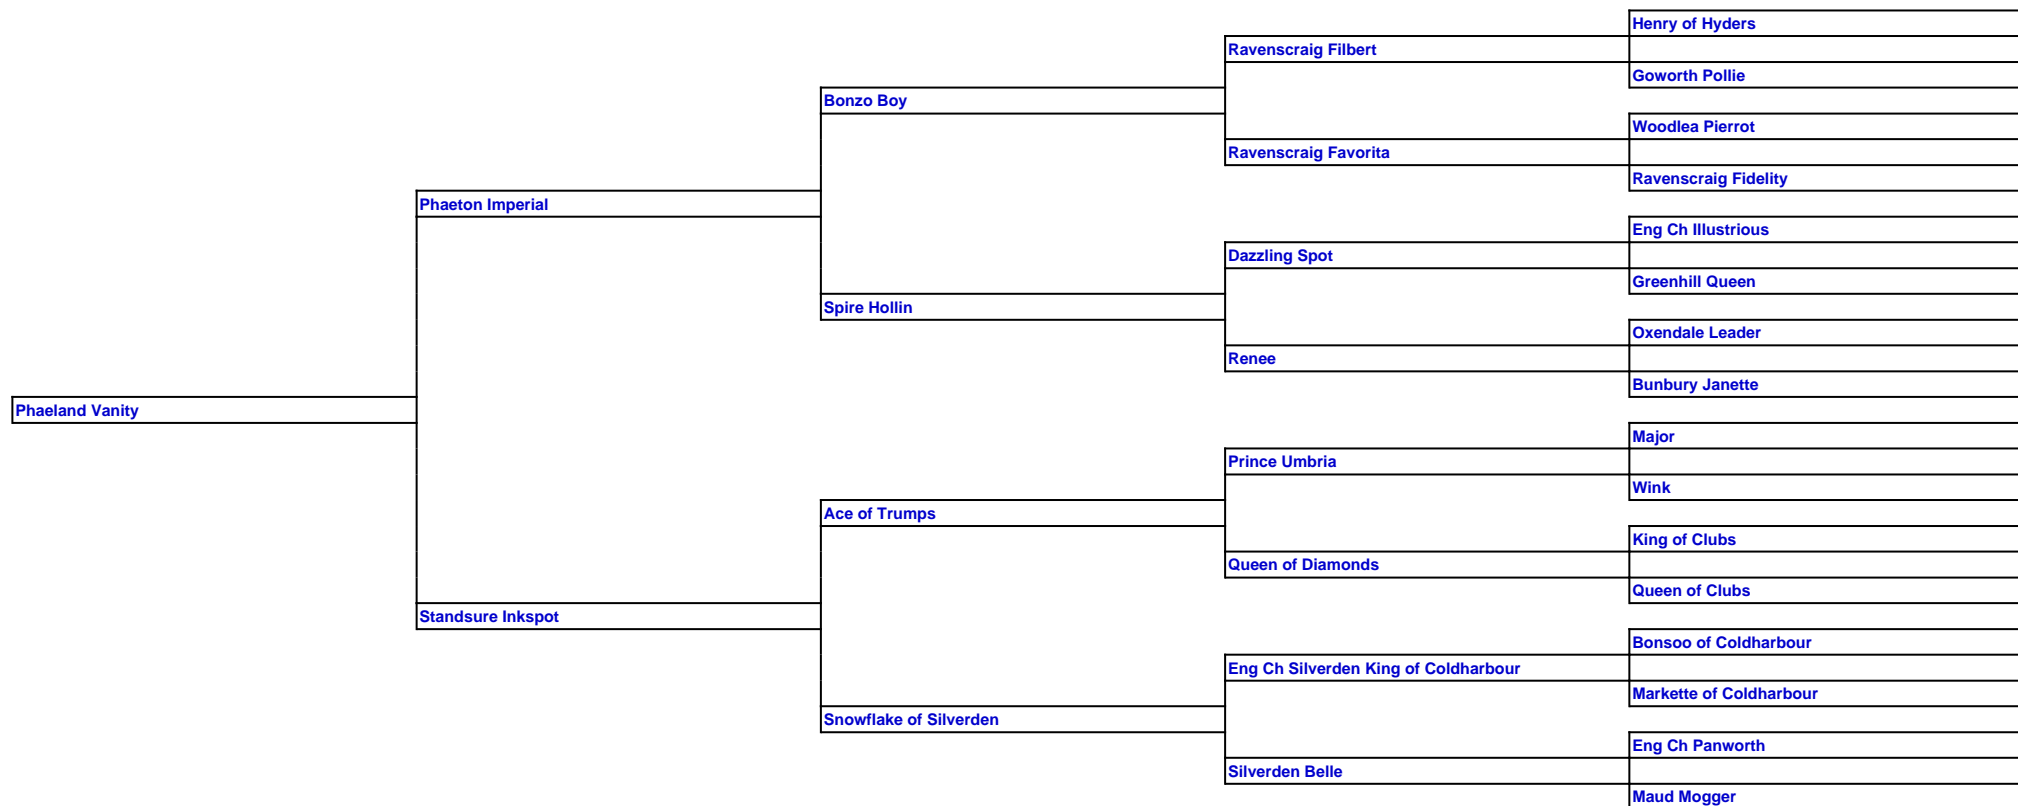 Henry of Hyders
Ravenscraig Filbert
Goworth Pollie
Bonzo Boy
Woodlea Pierrot
Ravenscraig Favorita
Ravenscraig Fidelity
Phaeton Imperial
Eng Ch Illustrious
Dazzling Spot
Greenhill Queen
Spire Hollin
Oxendale Leader
Renee
Bunbury Janette
Phaeland Vanity
Major
Prince Umbria
Wink
Ace of Trumps
King of Clubs
Queen of Diamonds
Queen of Clubs
Standsure Inkspot
Bonsoo of Coldharbour
Eng Ch Silverden King of Coldharbour
Markette of Coldharbour
Snowflake of Silverden
Eng Ch Panworth
Silverden Belle
Maud Mogger